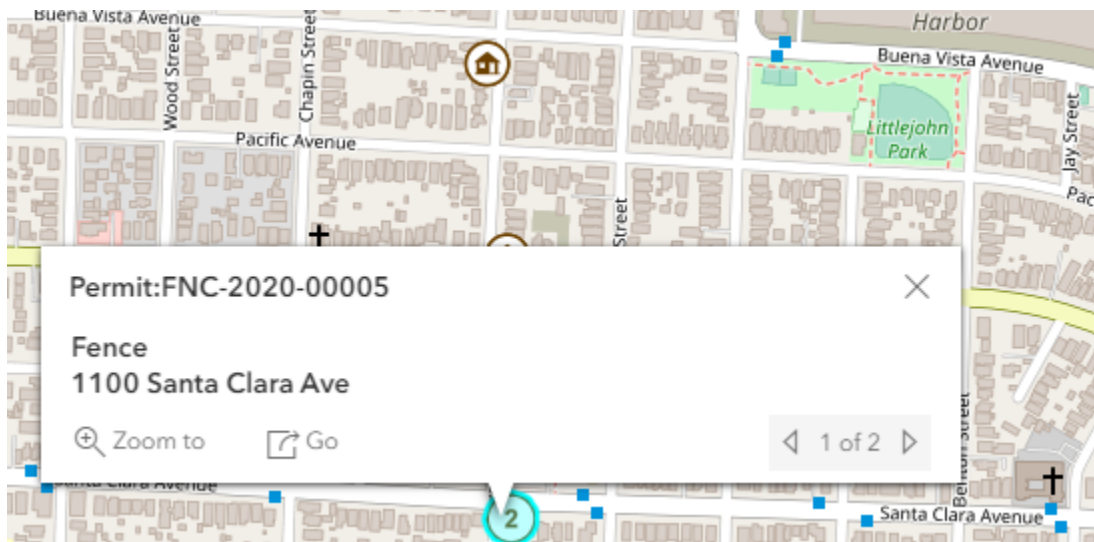 Buena Vista Avenue
Harbor
Buena Vista Avenue
Wood Street
Chapin Street
Jay Street
Littlejohn
Park
Pacific Avenue
Pac
Street
Permit:FNC-2020-00005
Fence
1100 Santa Clara Ave
Zoom to
Go
1 of 2
Benton Street
Santa Clara Avenue
2
Santa Clara Avenue